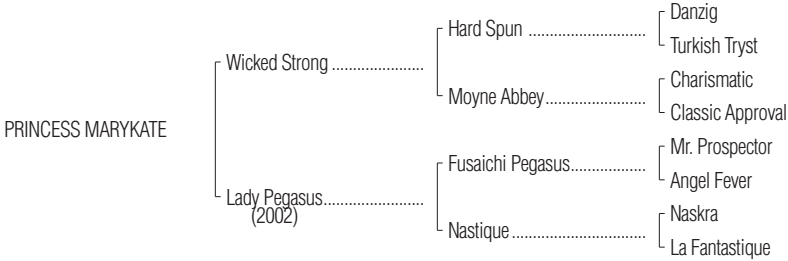 Danzig
Hard Spun ............................
Turkish Tryst
Wicked Strong ......................
Charismatic
Moyne Abbey........................
Classic Approval
PRINCESS MARYKATE
Mr. Prospector
Fusaichi Pegasus..................
Angel Fever
Lady Pegasus........................
(2002)
Naskra
Nastique ................................
La Fantastique